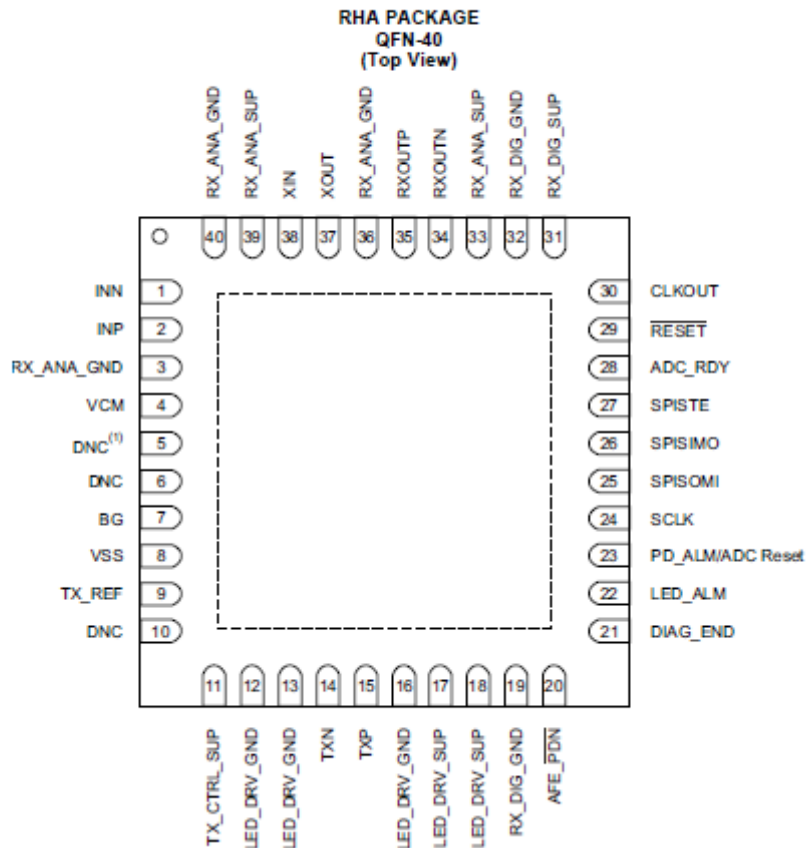 RHA PACKAGE
QFN-40
(Top View)
RX_ANA_GND
RX_ANA_SUP
XIN
XOUT
RX_ANA_GND
RXOUTP
RXOUTN
RX_ANA_SUP
RX_DIG_GND
RX_DIG_SUP
40 39 38 37 36 35 34 33 32 31
INN 1 30 CLKOUT
INP 2 29 RESET
RX_ANA_GND 3 28 ADC_RDY
VCM 4 27 SPISTE
DNC(1) 5 26 SPISIMO
DNC 6 25 SPISOMI
BG 7 24 SCLK
VSS 8 23 PD_ALM/ADC Reset
TX_REF 9 22 LED_ALM
DNC 10 21 DIAG_END
11 12 13 14 15 16 17 18 19 20
TX_CTRL_SUP
LED_DRV_GND
LED_DRV_GND
TXN
TXP
LED_DRV_GND
LED_DRV_SUP
LED_DRV_SUP
RX_DIG_GND
AFE_PDN